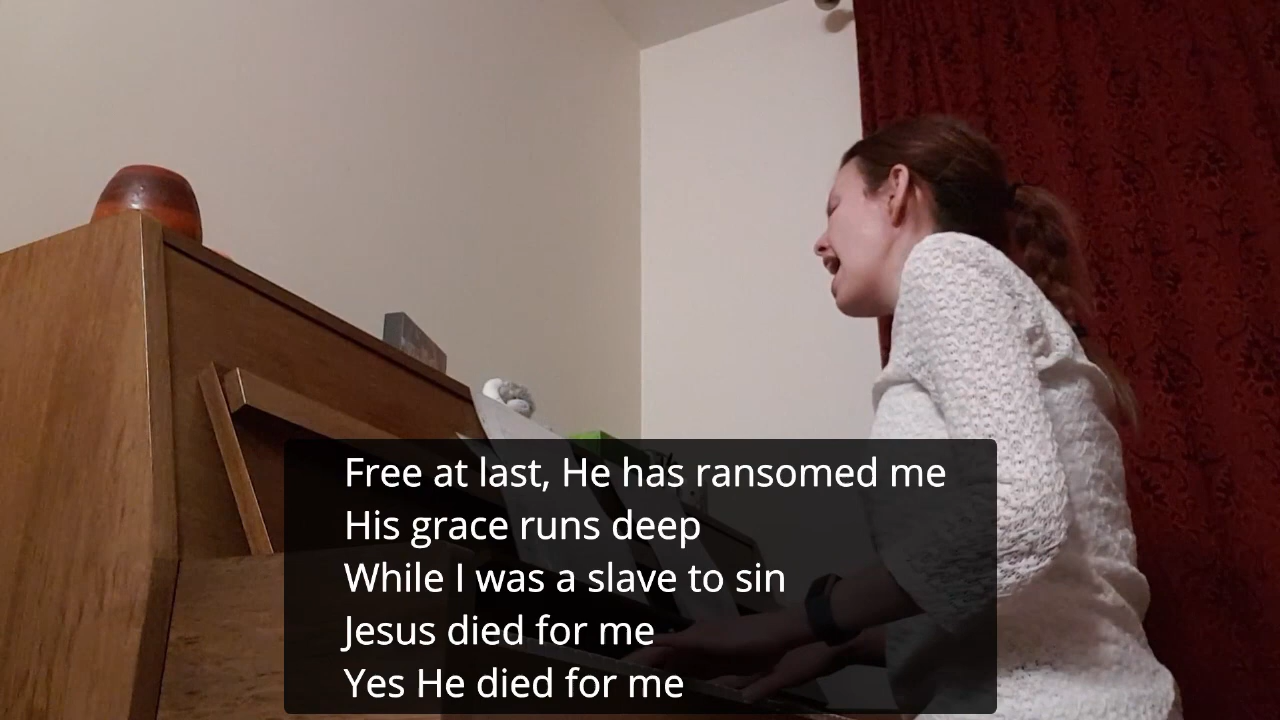 Free at last, He has ransomed me
His grace runs deep
While I was a slave to sin
Jesus died for me
Yes He died for me